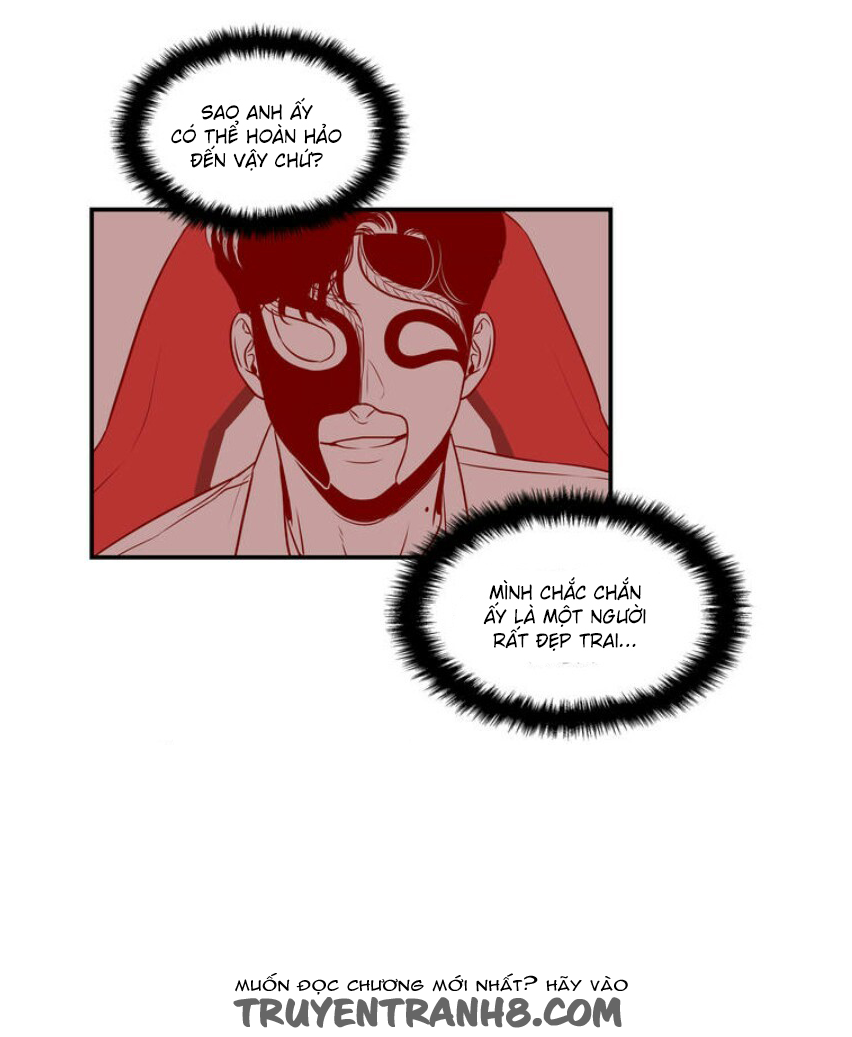 SAO ANH ẤY
CÓ THỂ HOÀN HẢO
ĐẾN VẬY CHỨ?
MÌNH CHẮC CHẮN
ẤY LÀ MỘT NGƯỜI
RẤT ĐẸP TRAI...
MUỐN ĐỌC CHƯƠNG MỚI NHẤT? HÃY VÀO
TRUYENTRANH8.COM